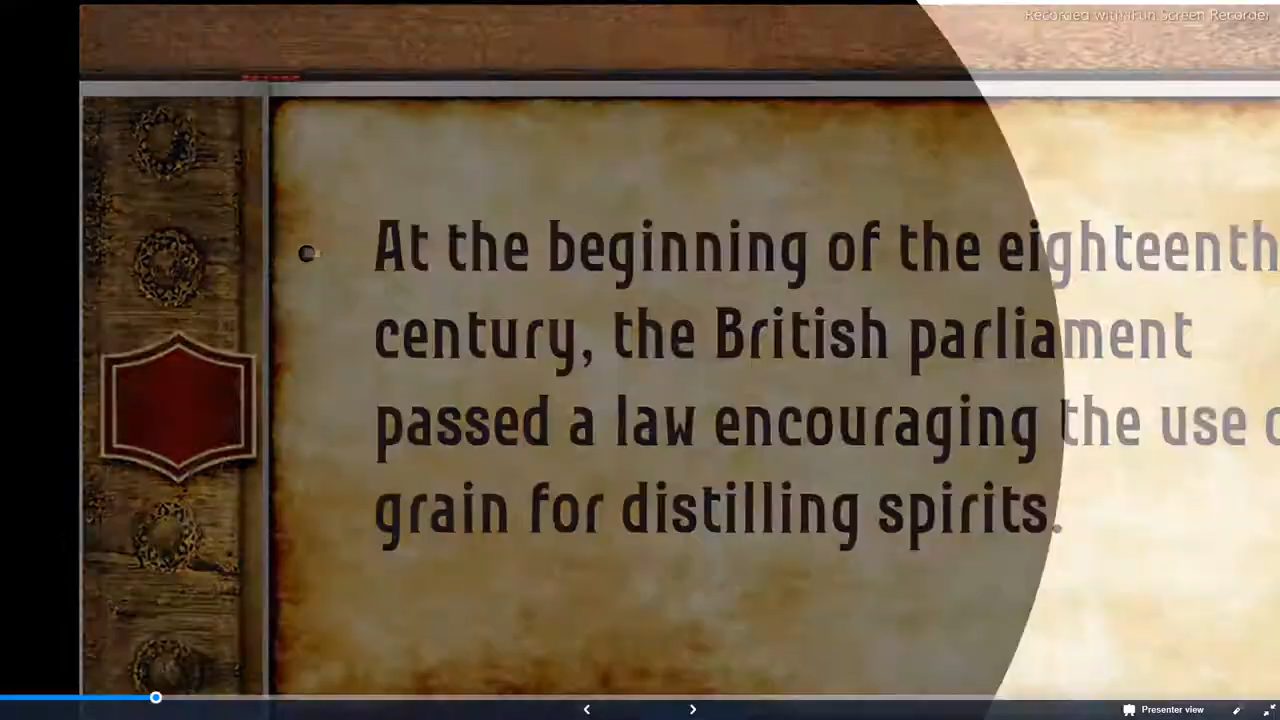 Recorded with iFun Screen Recorder
At the beginning of the eighteenth
century, the British parliament
passed a law encouraging the use
grain for distilling spirits.
Presenter view